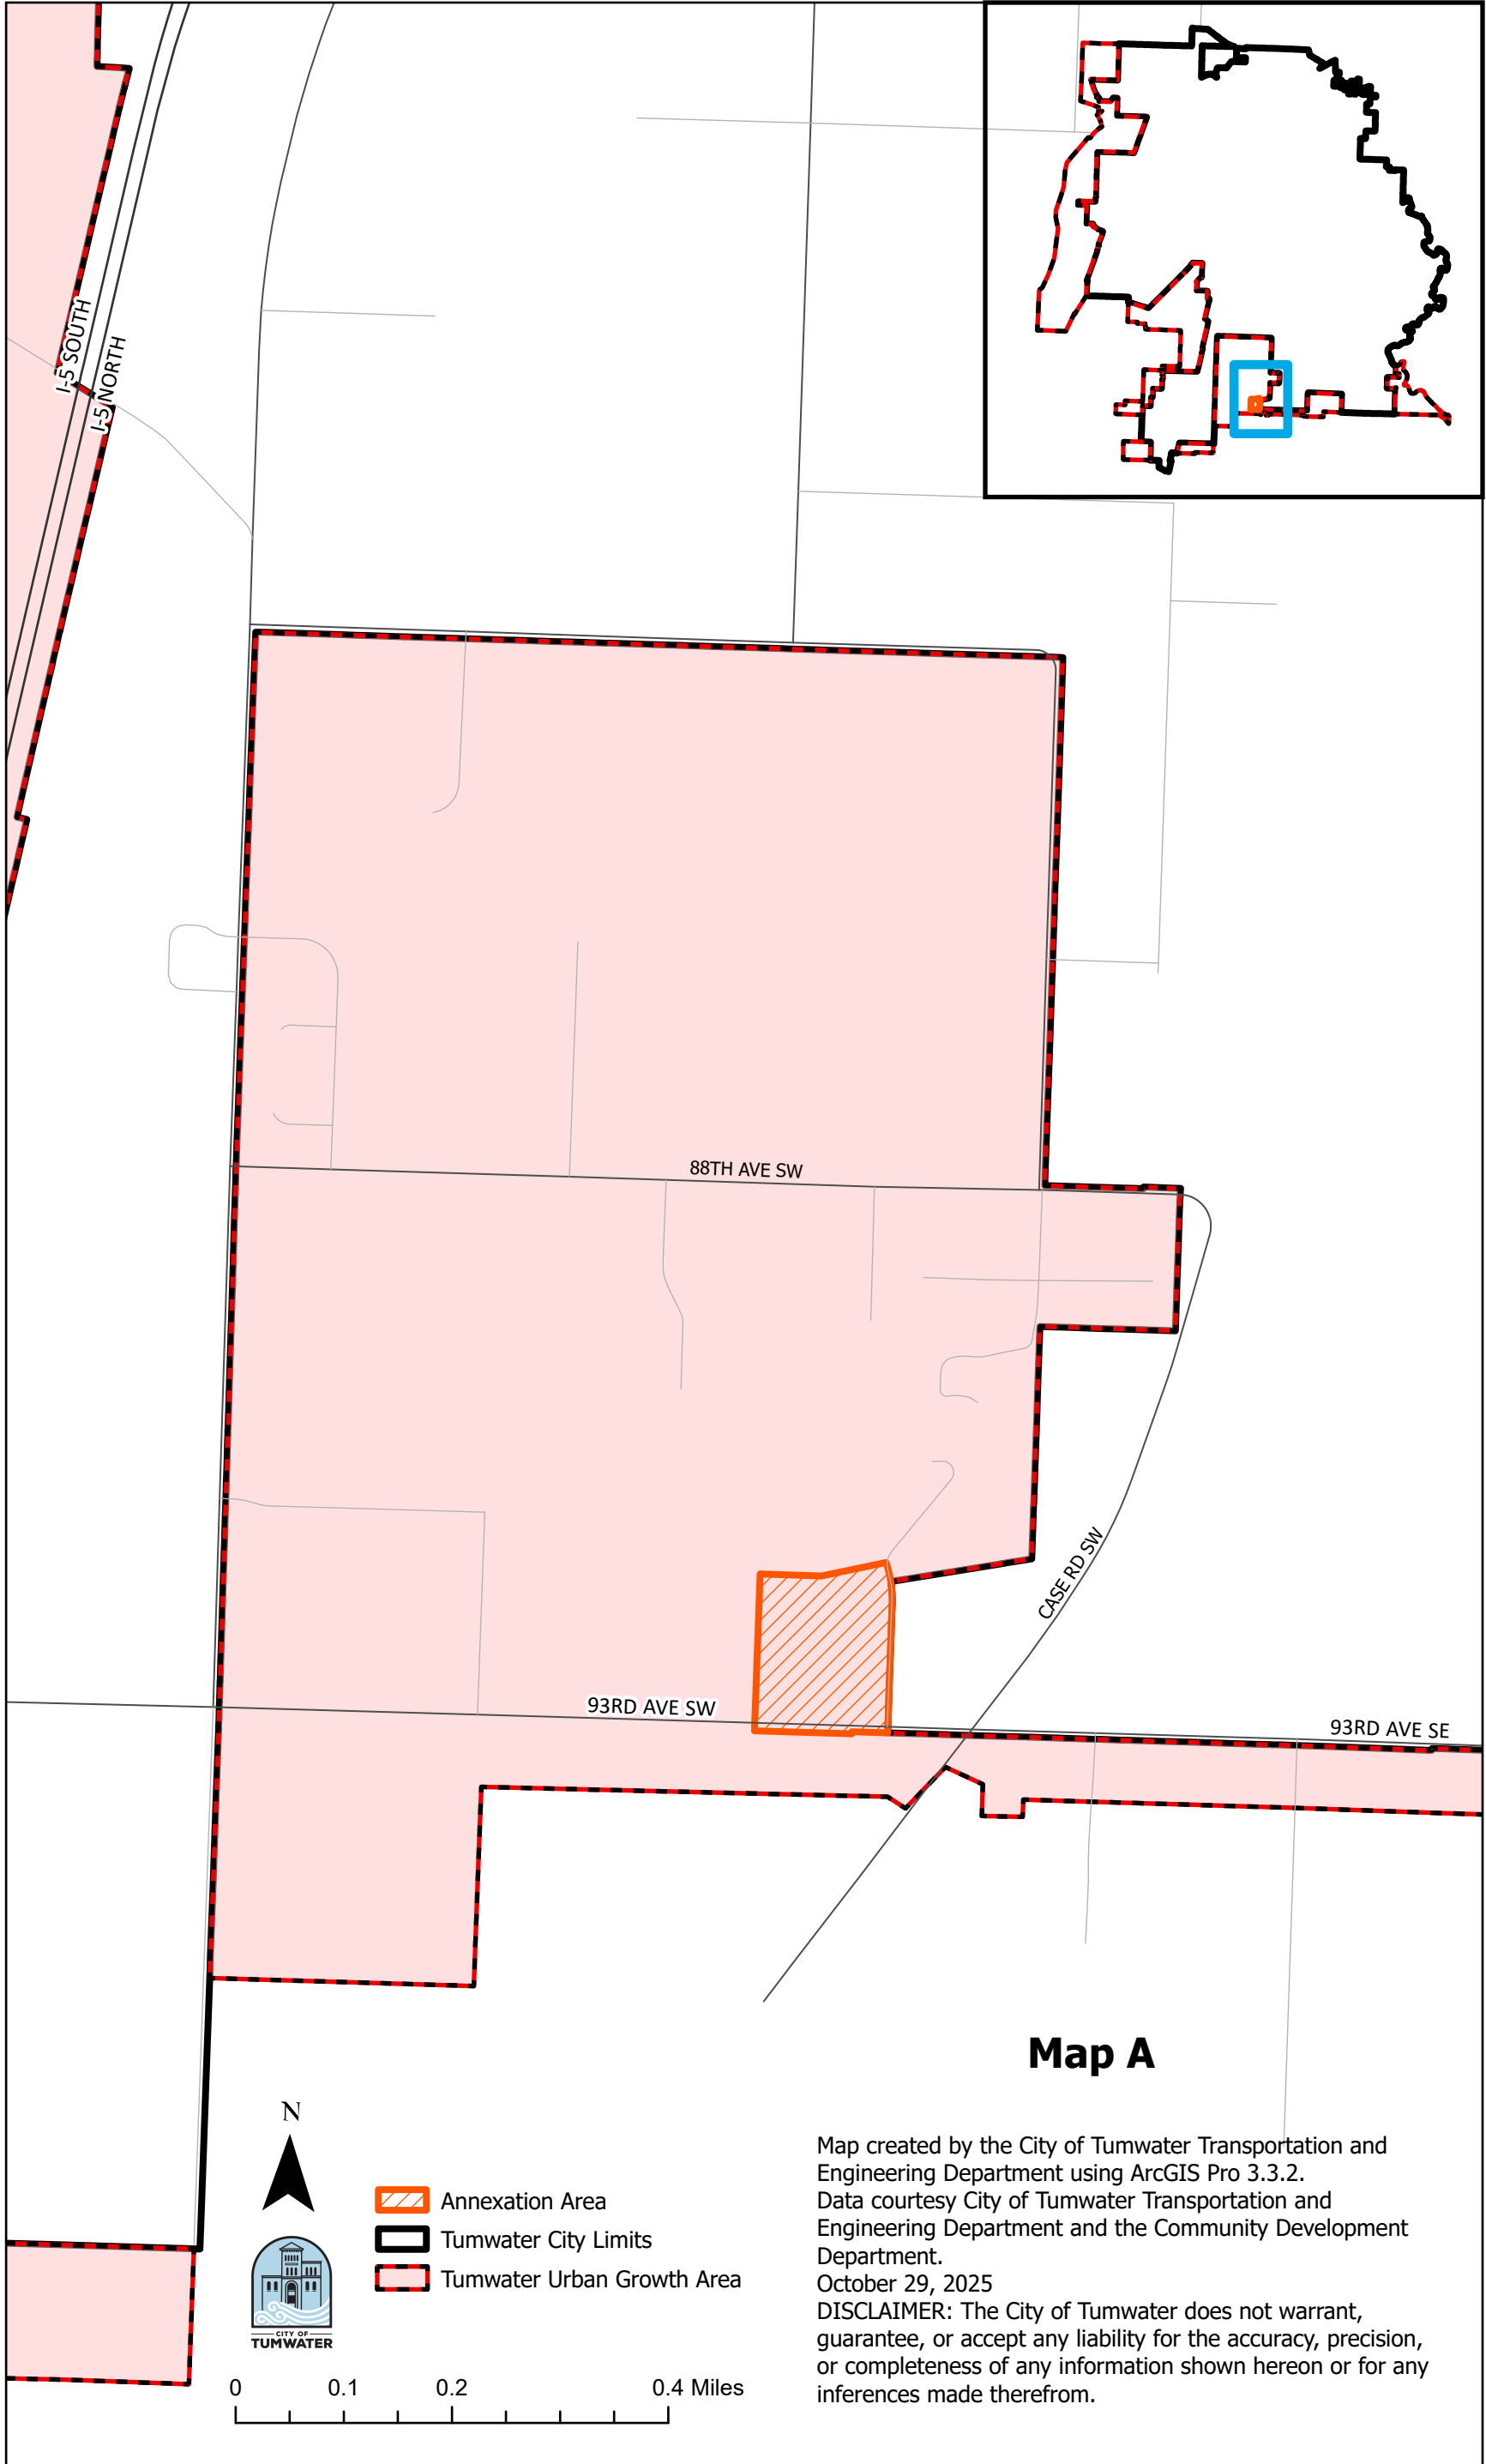 I-5 SOUTH
I-5 NORTH
88TH AVE SW
CASE RD SW
93RD AVE SW
93RD AVE SE
Map A
N
Annexation Area
Tumwater City Limits
Tumwater Urban Growth Area
CITY OF
TUMWATER
0 0.1 0.2 0.4 Miles
Map created by the City of Tumwater Transportation and
Engineering Department using ArcGIS Pro 3.3.2.
Data courtesy City of Tumwater Transportation and
Engineering Department and the Community Development
Department.
October 29, 2025
DISCLAIMER: The City of Tumwater does not warrant,
guarantee, or accept any liability for the accuracy, precision,
or completeness of any information shown hereon or for any
inferences made therefrom.